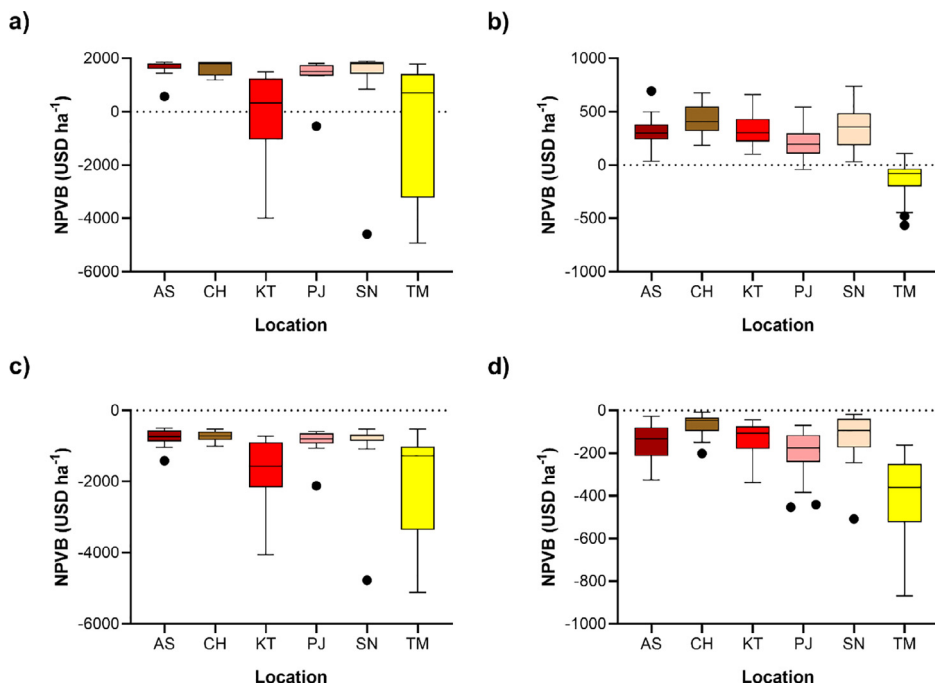 a)
NPVB (USD ha⁻¹)
2000
0
-2000
-4000
-6000
AS CH KT PJ SN TM
Location
b)
NPVB (USD ha⁻¹)
1000
500
0
500
-1000
AS CH KT PJ SN TM
Location
c)
NPVB (USD ha⁻¹)
0
-2000
-4000
-6000
AS CH KT PJ SN TM
Location
d)
NPVB (USD ha⁻¹)
0
-200
-400
-600
-800
-1000
AS CH KT PJ SN TM
Location